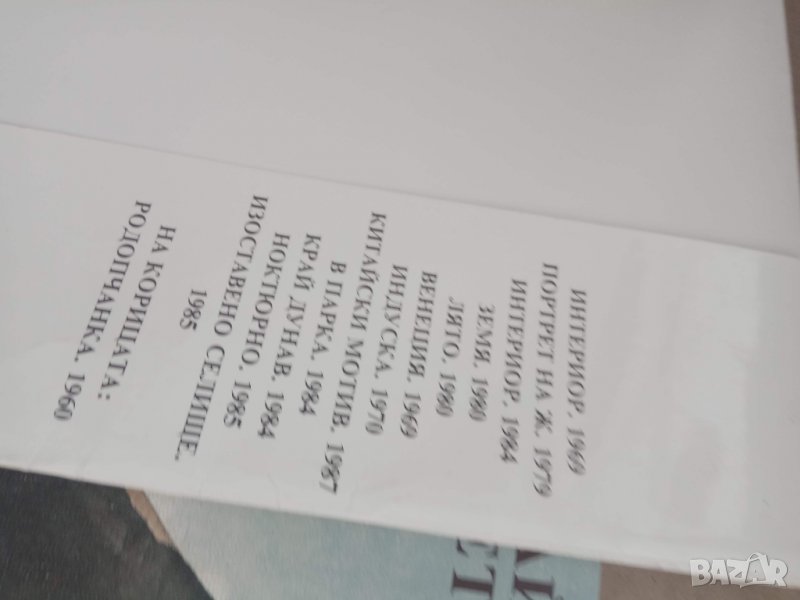 ИНТЕРИОР. 1969
ПОРТРЕТ НА Ж. 1979
ИНТЕРИОР. 1984
ЗЕМЯ. 1980
ЛЯТО. 1980
ВЕНЕЦИЯ. 1969
ИНДУСКА. 1970
КИТАЙСКИ МОТИВ. 1987
В ПАРКА. 1984
КРАЙ ДУНАВ. 1984
НОКТЮРНО. 1985
ИЗОСТАВЕНО СЕЛИЩЕ.
1985
НА КОРИЦАТА:
РОДОПЧАНКА. 1960
BAZAR